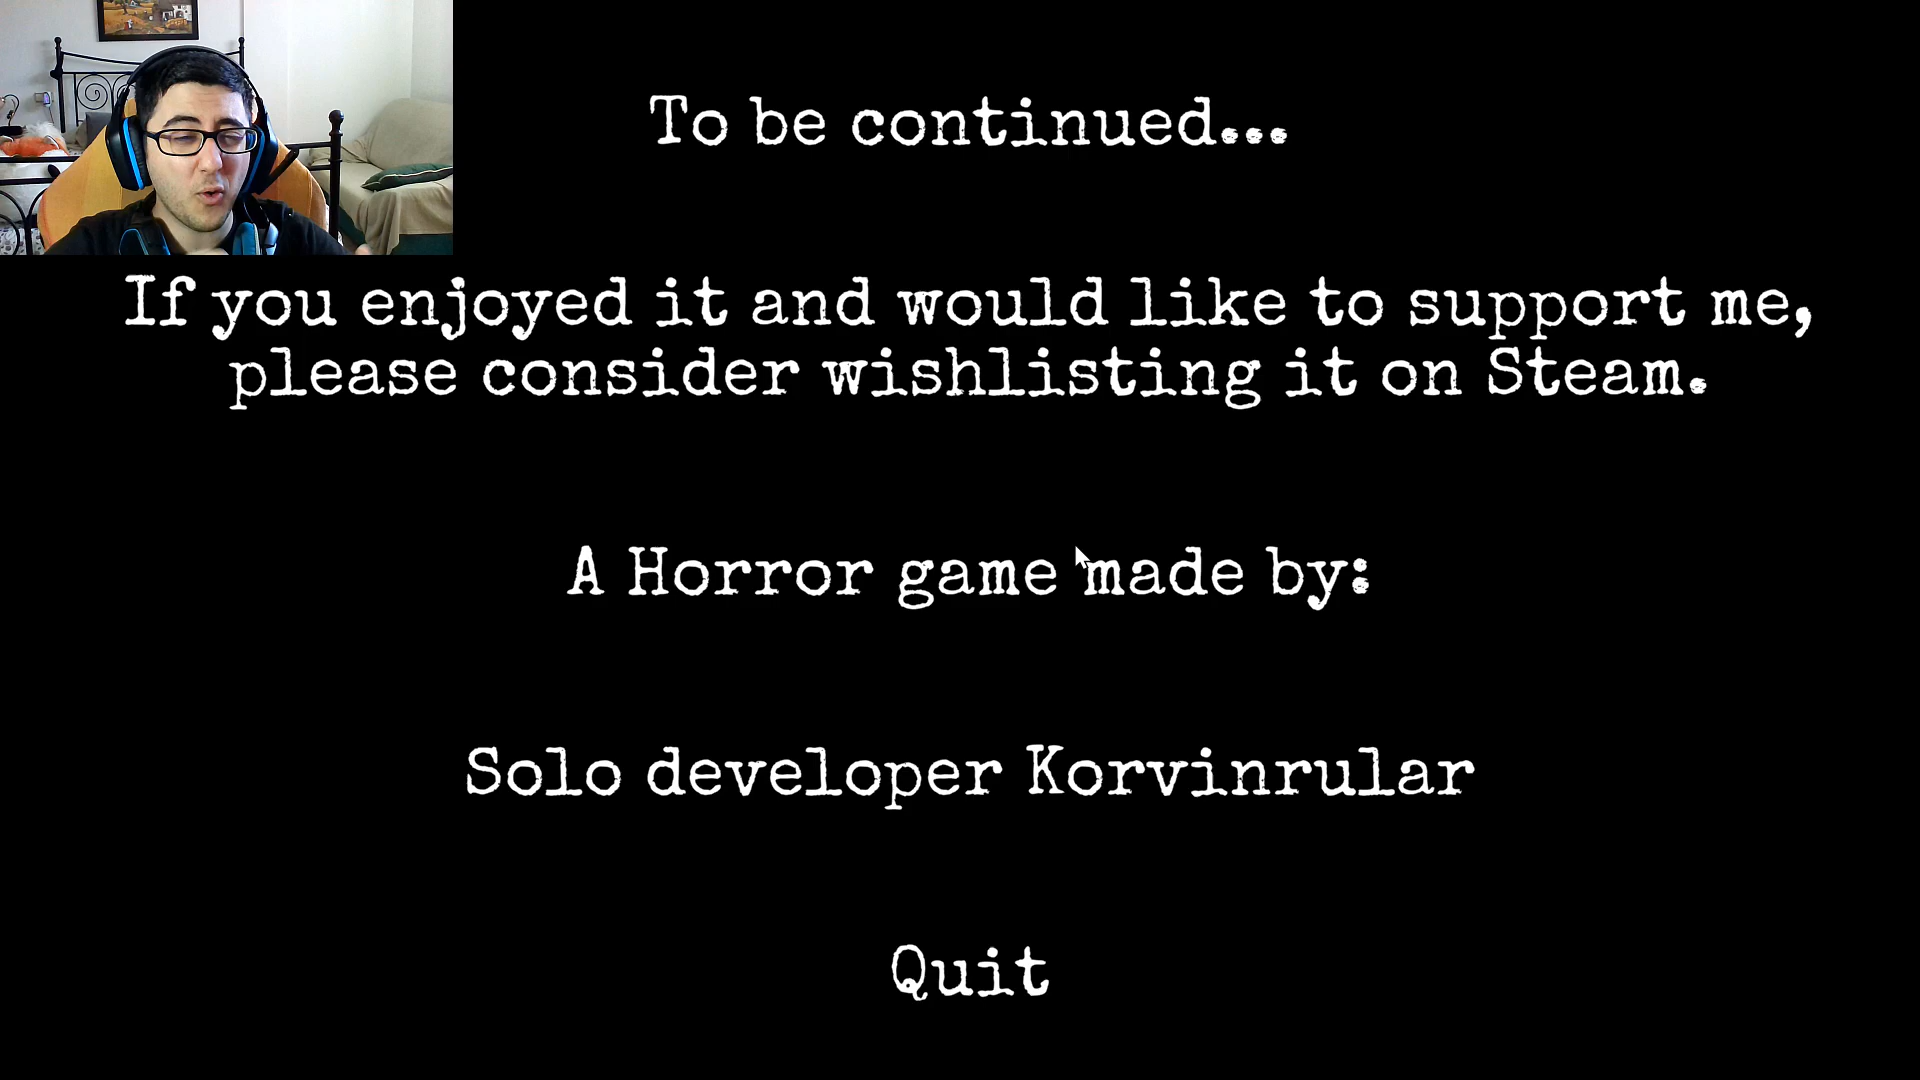 To be continued...
If you enjoyed it and would like to support me,
please consider wishlisting it on Steam.
A Horror game made by:
Solo developer Korvinrular
Quit